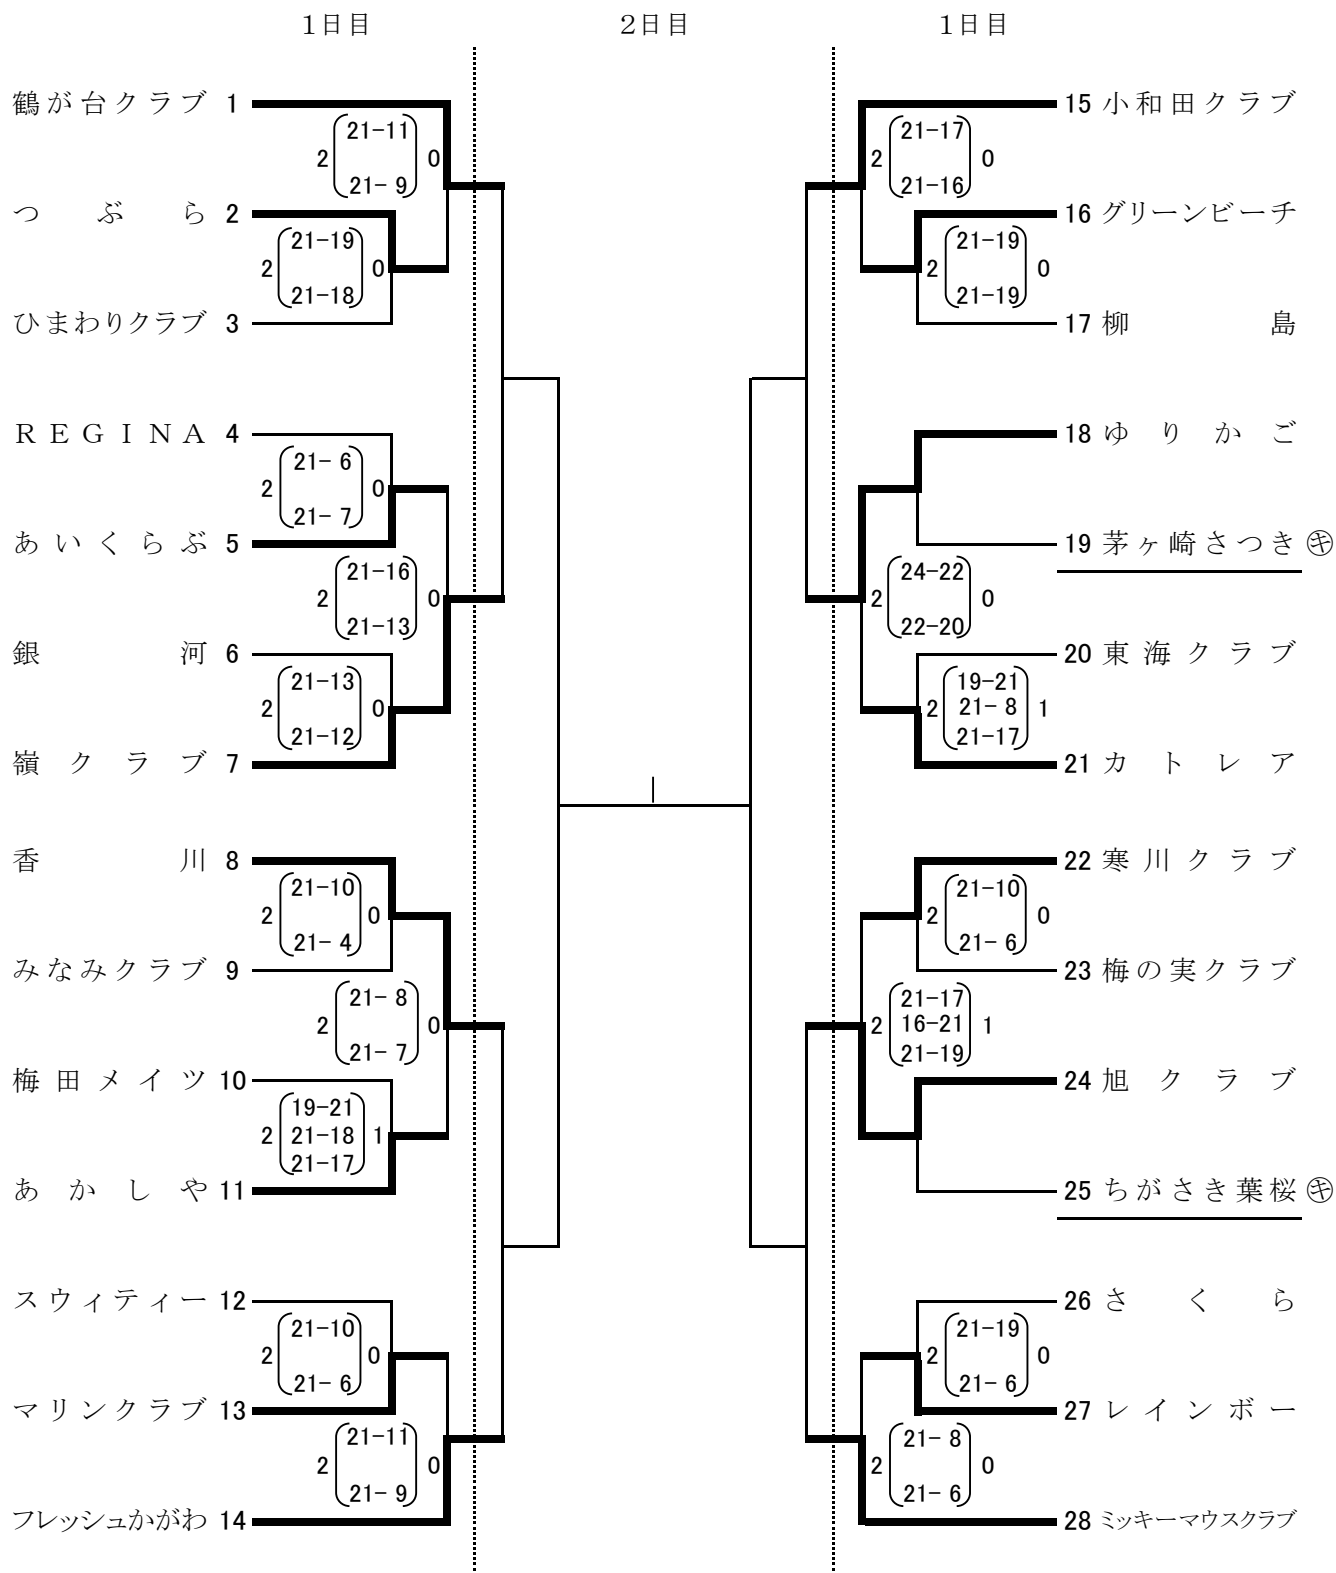 1日目 2日目 1日目
鶴が台クラブ 1
2 21-11 0
21- 9
つぶら 2
2 21-19 0
21-18
ひまわりクラブ 3
REGINA 4
2 21- 6 0
21- 7
あいくらぶ 5
2 21-16 0
21-13
銀河 6
2 21-13 0
21-12
嶺クラブ 7
香川 8
2 21-10 0
21- 4
みなみクラブ 9
2 21- 8 0
21- 7
梅田メイツ 10
19-21
2 21-18 1
21-17
あかしや 11
スウィティー 12
2 21-10 0
21- 6
マリンクラブ 13
2 21-11 0
21- 9
フレッシュかがわ 14
15 小和田クラブ
2 21-17 0
21-16
16 グリーンビーチ
2 21-19 0
21-19
17 柳島
18 ゆりかご
19 茅ヶ崎さつき ㋖
2 24-22 0
22-20
20 東海クラブ
19-21
2 21- 8 1
21-17
21 カトレア
22 寒川クラブ
2 21-10 0
21- 6
23 梅の実クラブ
21-17
2 16-21 1
21-19
24 旭クラブ
25 ちがさき葉桜 ㋖
26 さくら
2 21-19 0
21- 6
27 レインボー
2 21- 8 0
21- 6
28 ミッキーマウスクラブ